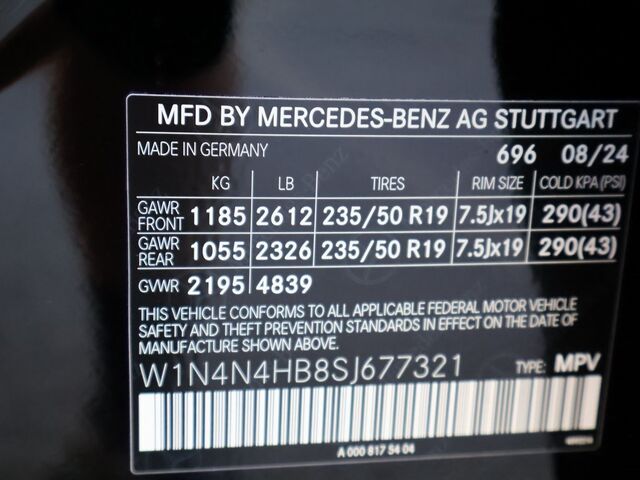 MFD BY MERCEDES-BENZ AG STUTTGART
MADE IN GERMANY 696 08/24
KG LB TIRES RIM SIZE COLD KPA (PSI)
GAWR FRONT 1185 2612 235/50 R19 7.5Jx19 290(43)
GAWR REAR 1055 2326 235/50 R19 7.5Jx19 290(43)
GVWR 2195 4839
THIS VEHICLE CONFORMS TO ALL APPLICABLE FEDERAL MOTOR VEHICLE
SAFETY AND THEFT PREVENTION STANDARDS IN EFFECT ON THE DATE OF
MANUFACTURE SHOWN ABOVE.
W1N4N4HB8SJ677321 TYPE: MPV
A 000 817 54 04